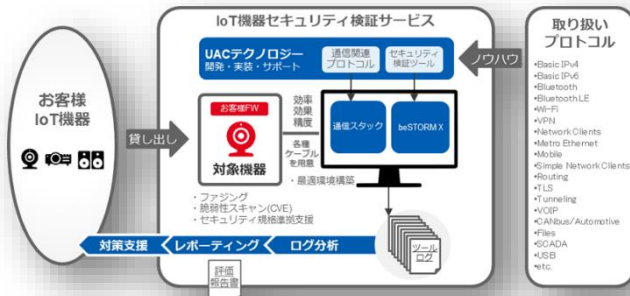 IoT機器セキュリティ検証サービス
UACテクノロジー
開発・実装・サポート
通信関連
プロトコル
セキュリティ
検証ツール
ノウハウ
お客様
IoT機器
貸し出し
お客様FW
対象機器
効率
効果
精度
各種
ケーブル
を用意
通信スタック
beSTORM X
・最適環境構築
・ファジング
・脆弱性スキャン(CVE)
・セキュリティ規格準拠支援
対策支援
レポーティング
ログ分析
ツール
ログ
評価
報告書
取り扱い
プロトコル
•Basic IPv4
•Basic IPv6
•Bluetooth
•Bluetooth LE
•Wi-Fi
•VPN
•Network Clients
•Metro Ethernet
•Mobile
•Simple Network Clients
•Routing
•TLS
•Tunneling
•VOIP
•CANbus/Automotive
•Files
•SCADA
•USB
•etc.